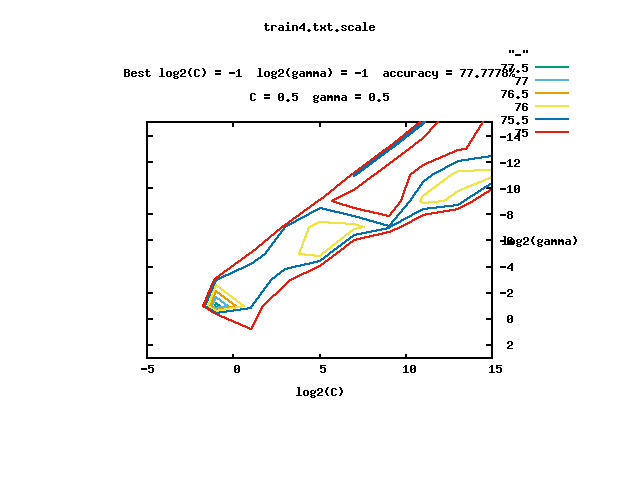 train4.txt.scale
"-"
Best log2(C) = -1 log2(gamma) = -1 accuracy = 77.7778%
77.5
77
C = 0.5 gamma = 0.5
76.5
76
75.5
75
-14
-12
-10
-8
-6
log2(gamma)
-4
-2
0
2
-5 0 5 10 15
log2(C)